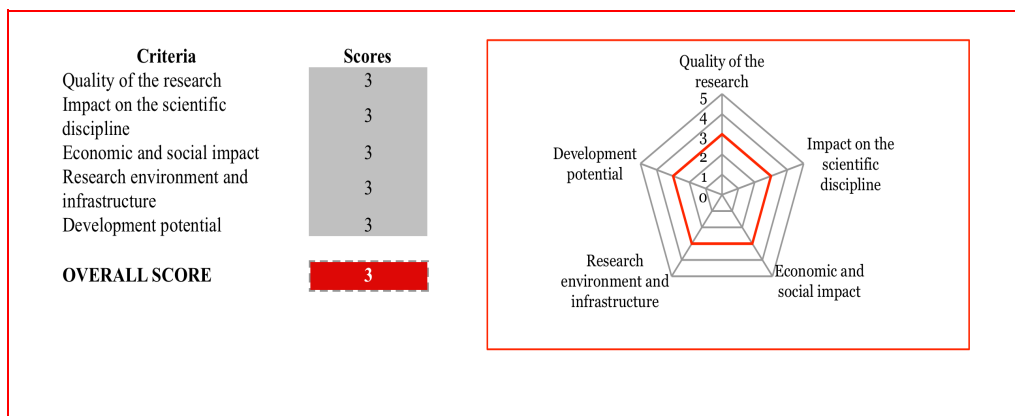 Criteria Scores
Quality of the research 3
Impact on the scientific
discipline 3
Economic and social impact 3
Research environment and
infrastructure 3
Development potential 3
OVERALL SCORE 3
Quality of the
research
5
4
3
2
1
0
Impact on the
scientific
discipline
Economic and
social impact
Research
environment and
infrastructure
Development
potential